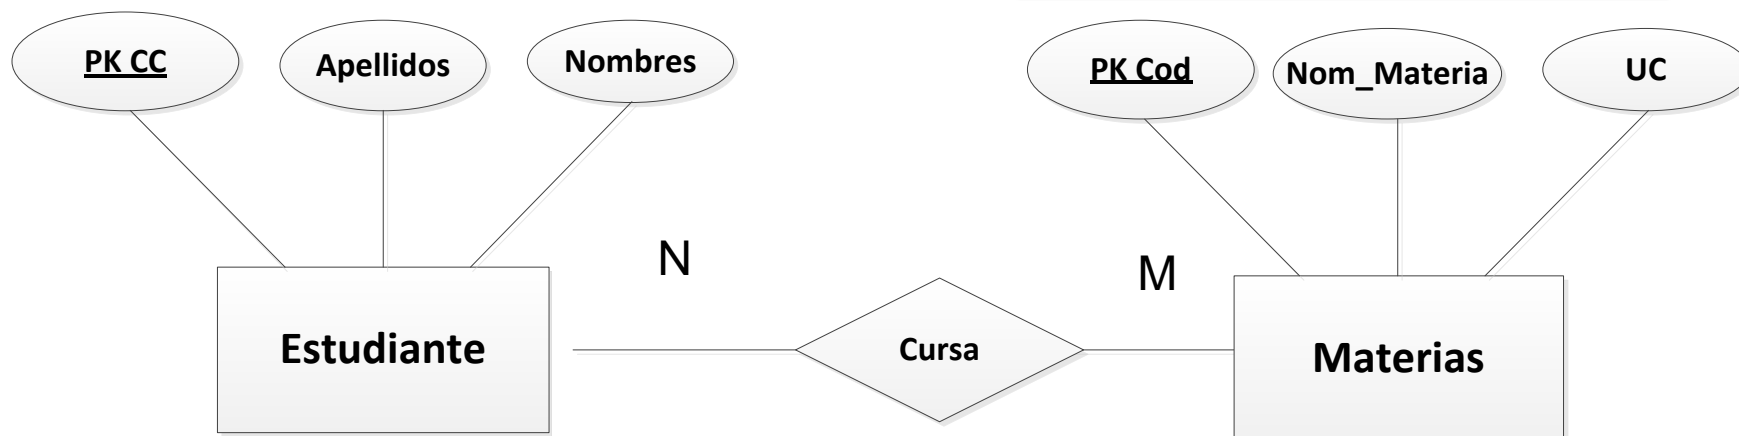 PK CC
Apellidos
Nombres
PK Cod
Nom_Materia
UC
N
M
Estudiante
Cursa
Materias